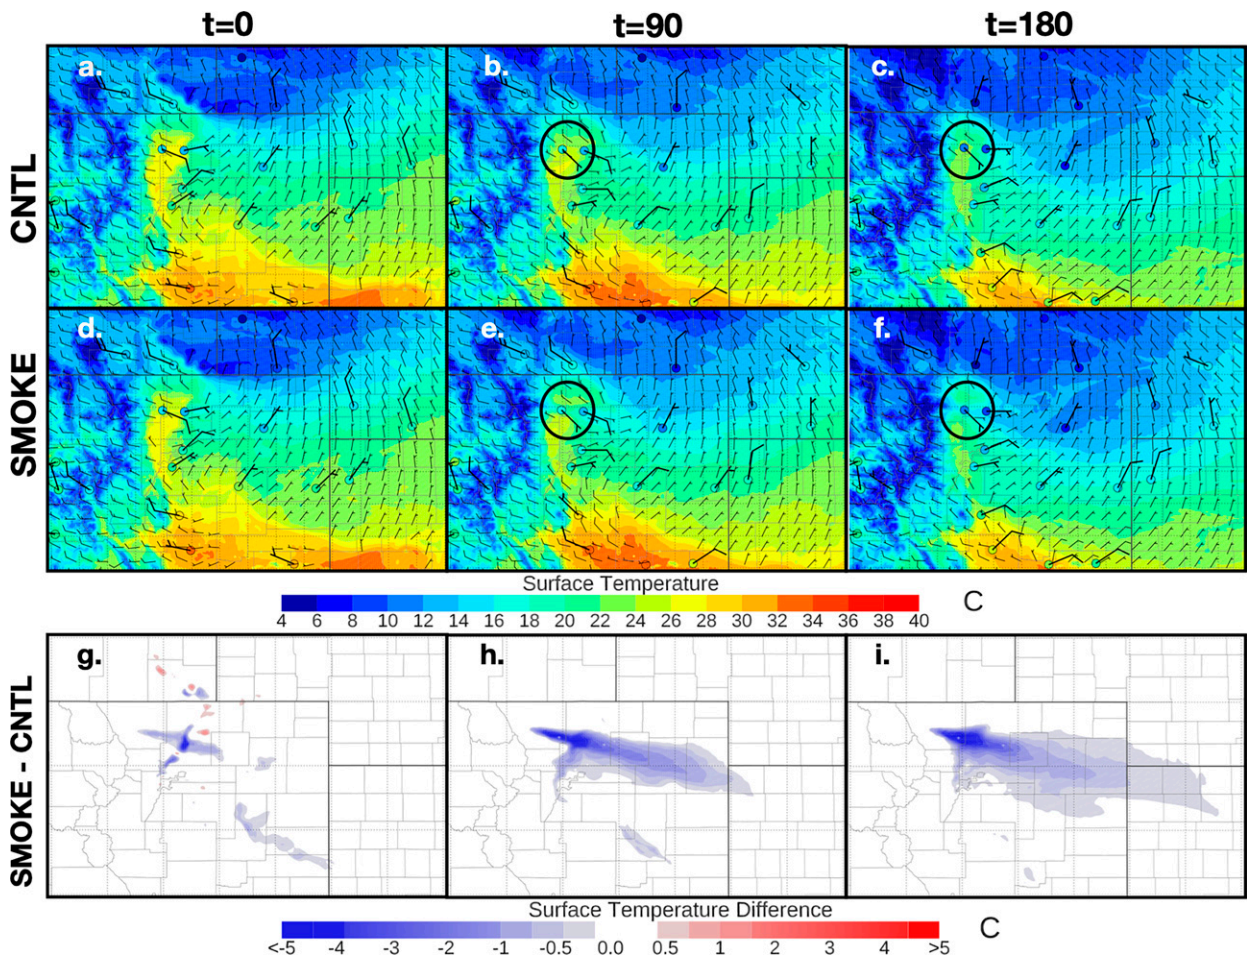 t=0 t=90 t=180
CNTL
a. b. c.
SMOKE
d. e. f.
Surface Temperature
4 6 8 10 12 14 16 18 20 22 24 26 28 30 32 34 36 38 40 C
SMOKE - CNTL
g. h. i.
Surface Temperature Difference
<-5 -4 -3 -2 -1 -0.5 0.0 0.5 1 2 3 4 >5 C